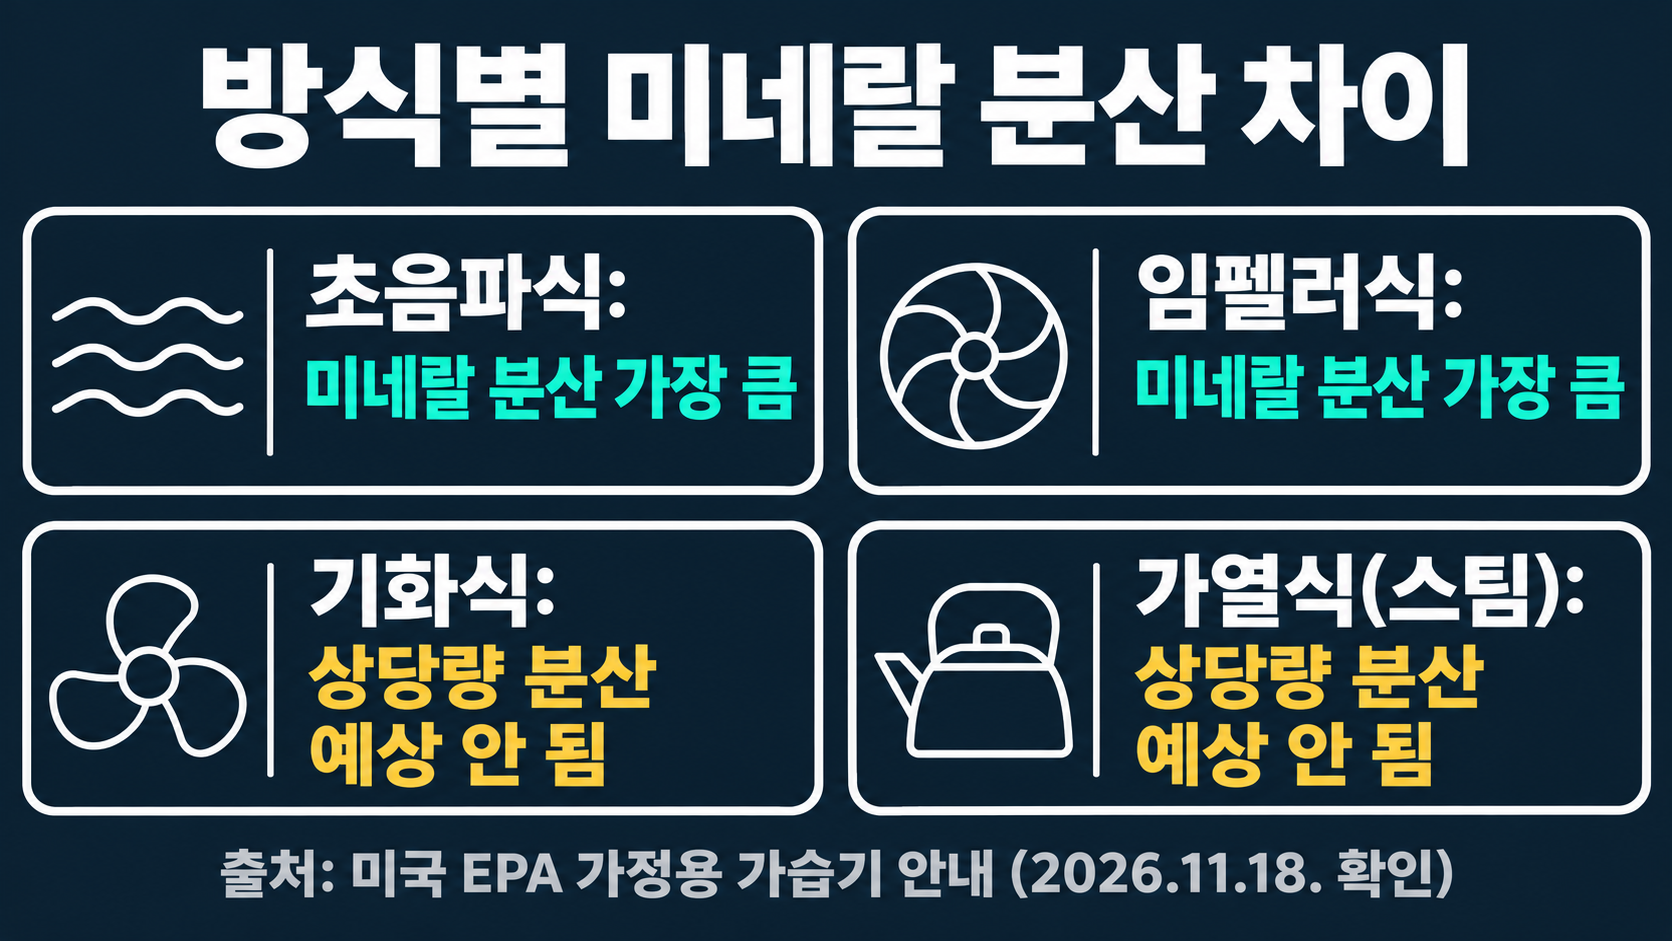 방식별 미네랄 분산 차이
초음파식:
미네랄 분산 가장 큼
임펠러식:
미네랄 분산 가장 큼
기화식:
상당량 분산
예상 안 됨
가열식(스팀):
상당량 분산
예상 안 됨
출처: 미국 EPA 가정용 가습기 안내 (2026.11.18. 확인)